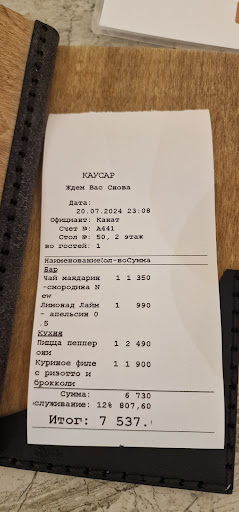 КАУСАР
Ждем Вас Снова
Дата:
20.07.2024 23:08
Официант: Канат
Счет №: А441
Стол №: 50, 2 этаж
во гостей: 1
НаименованиеКол-воСумма
Бар
Чай мандарин 1 1 350
-смородина N
ew
Лимонад Лайм 1 990
- апельсин 0
.5
Кухня
Пицца пеппер 1 2 490
они
Куриное филе 1 1 900
с ризотто и
брокколи
Сумма: 6 730
служивание: 12% 807,60
Итог: 7 537.